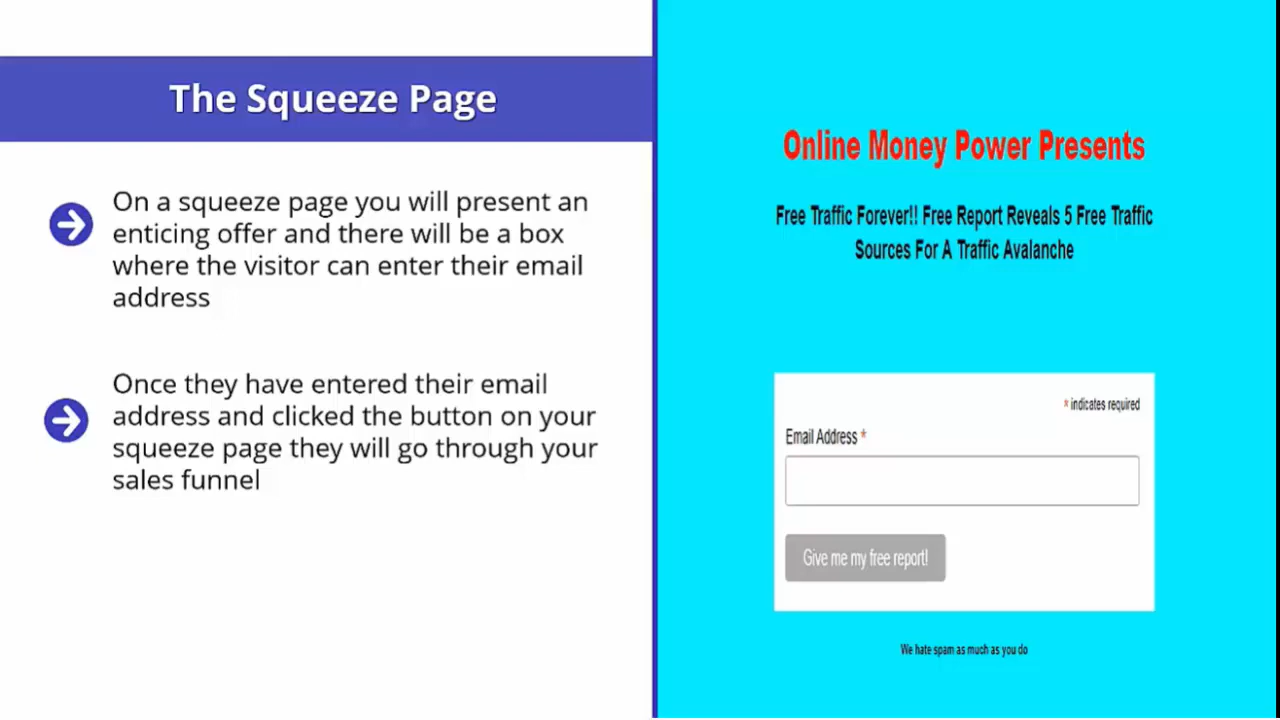 The Squeeze Page
On a squeeze page you will present an
enticing offer and there will be a box
where the visitor can enter their email
address
Once they have entered their email
address and clicked the button on your
squeeze page they will go through your
sales funnel
Online Money Power Presents
Free Traffic Forever!! Free Report Reveals 5 Free Traffic
Sources For A Traffic Avalanche
* indicates required
Email Address *
Give me my free report!
We hate spam as much as you do